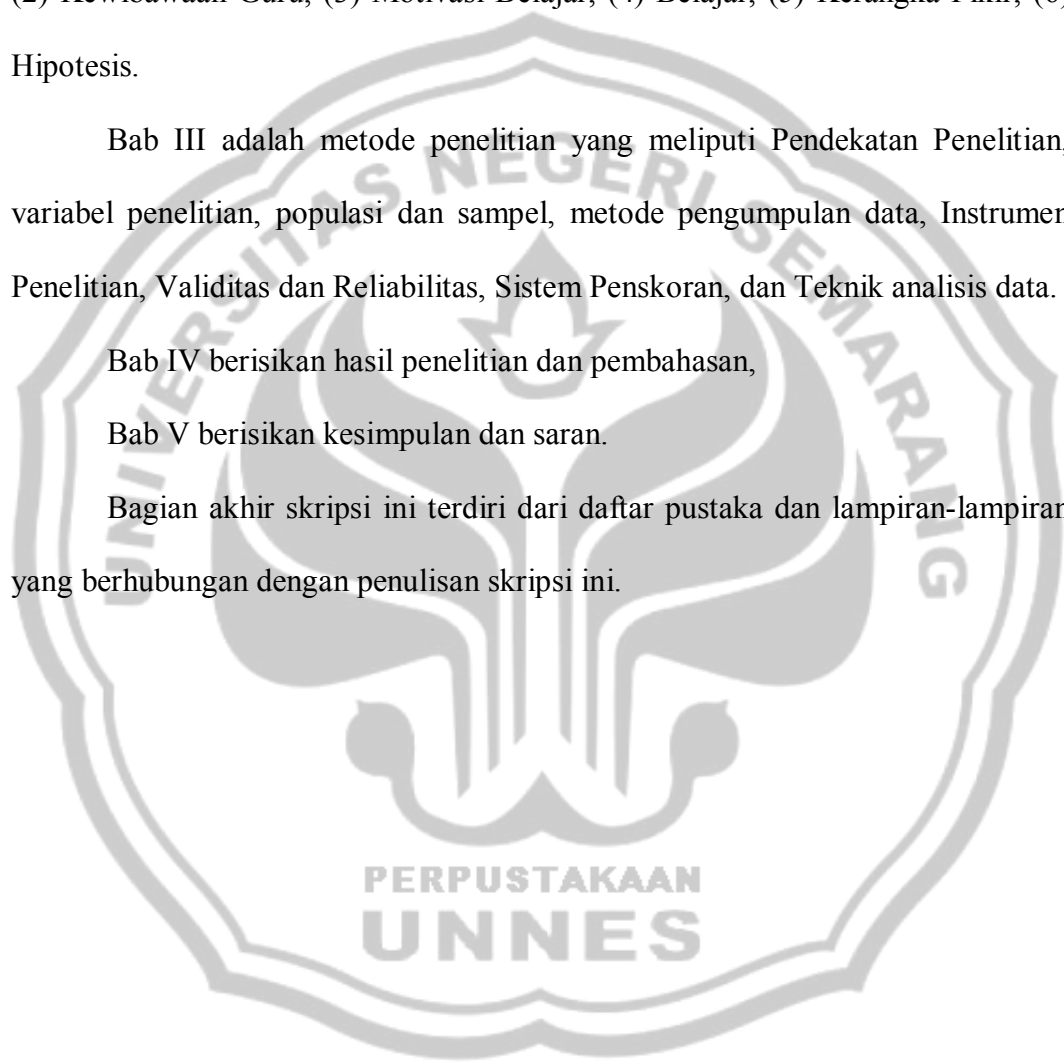 (2) Kewibawaan Guru, (3) Motivasi Belajar, (4) Belajar, (5) Kerangka Pikir, (6)
Hipotesis.
Bab III adalah metode penelitian yang meliputi Pendekatan Penelitian,
variabel penelitian, populasi dan sampel, metode pengumpulan data, Instrumen
Penelitian, Validitas dan Reliabilitas, Sistem Penskoran, dan Teknik analisis data.
Bab IV berisikan hasil penelitian dan pembahasan,
Bab V berisikan kesimpulan dan saran.
Bagian akhir skripsi ini terdiri dari daftar pustaka dan lampiran-lampiran
yang berhubungan dengan penulisan skripsi ini.
UNIVERSITAS NEGERI SEMARANG
PERPUSTAKAAN
UNNES